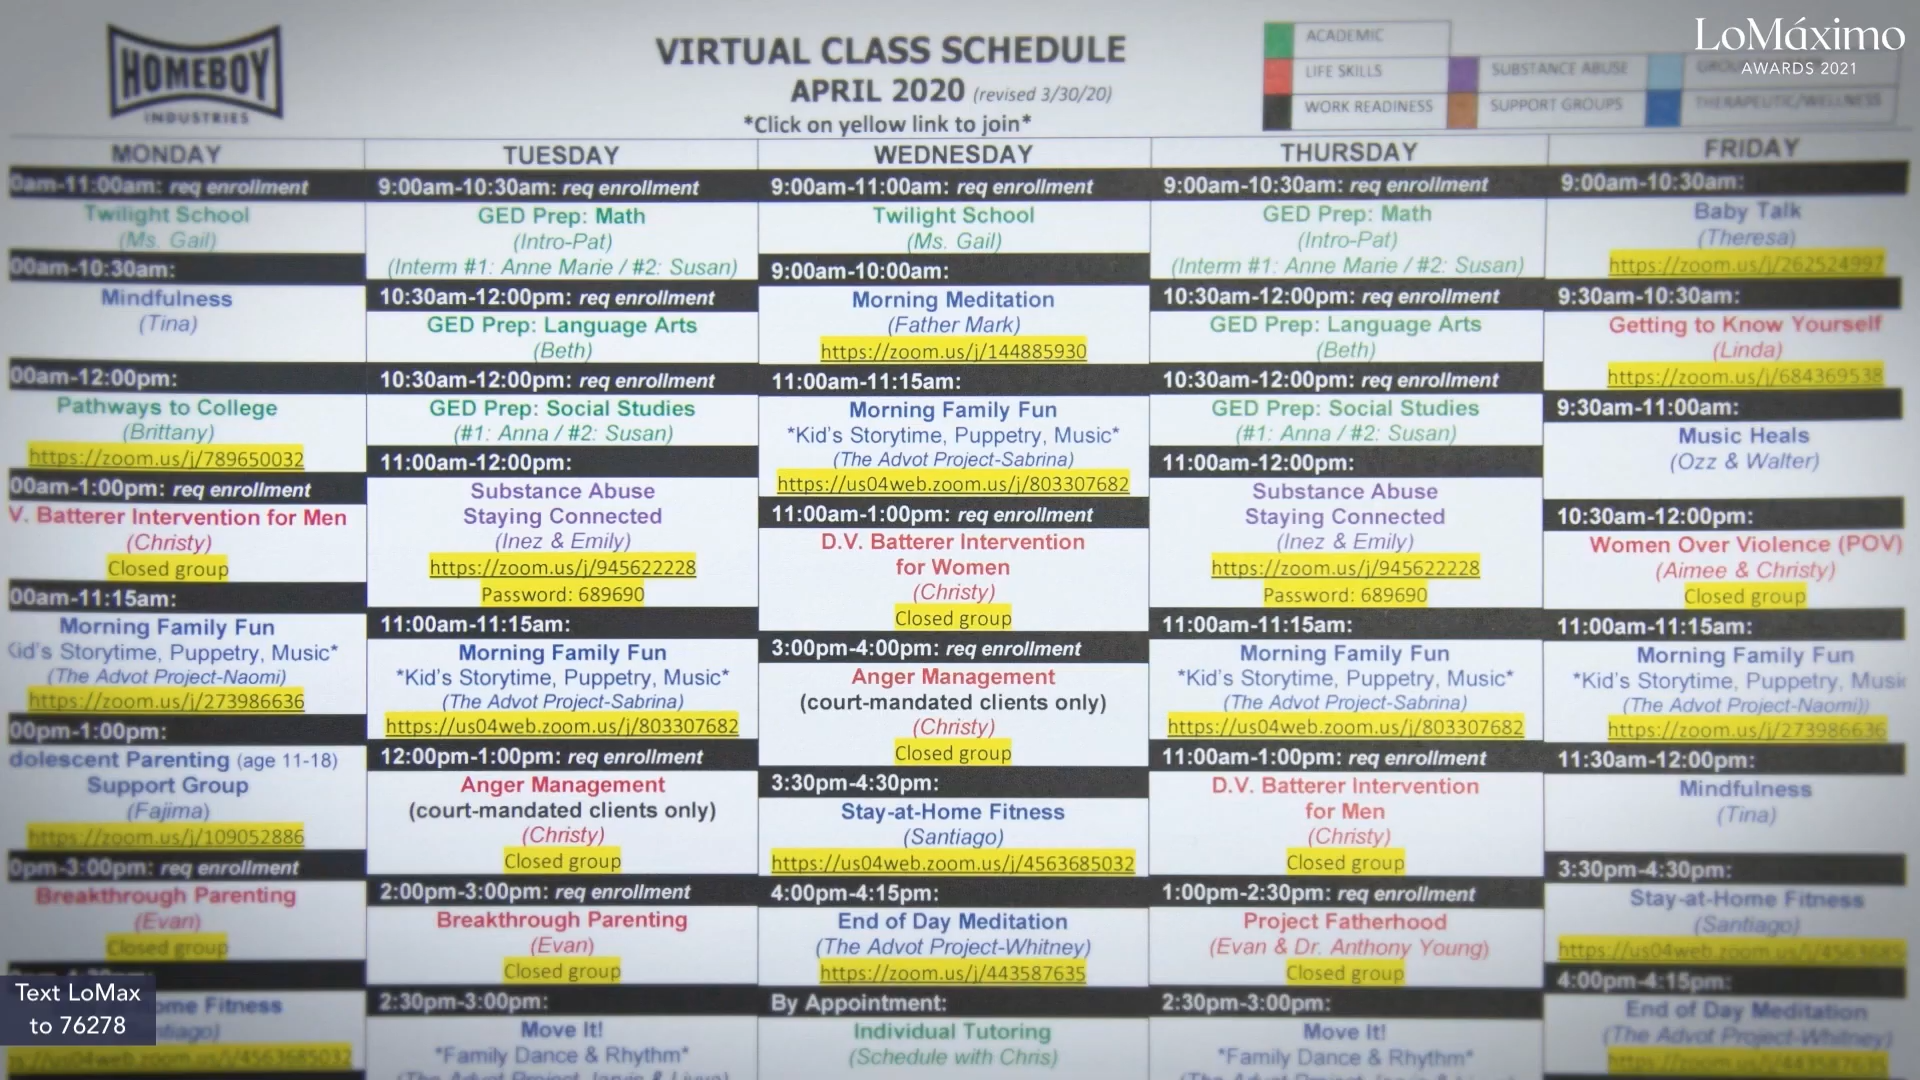 HOMEBOY
INDUSTRIES
VIRTUAL CLASS SCHEDULE
APRIL 2020 (revised 3/30/20)
*Click on yellow link to join*
ACADEMIC
LIFE SKILLS
WORK READINESS
SUBSTANCE ABUSE
SUPPORT GROUPS
THERAPEUTIC/WELLNESS
LoMáximo
AWARDS 2021
MONDAY
0am-11:00am: req enrollment
Twilight School
(Ms. Gail)
00am-10:30am:
Mindfulness
(Tina)
00am-12:00pm:
Pathways to College
(Brittany)
https://zoom.us/j/789650032
00am-1:00pm: req enrollment
V. Batterer Intervention for Men
(Christy)
Closed group
00am-11:15am:
Morning Family Fun
Kid's Storytime, Puppetry, Music*
(The Advot Project-Naomi)
https://zoom.us/j/273986636
00pm-1:00pm:
dolescent Parenting (age 11-18)
Support Group
(Fajima)
https://zoom.us/j/109052886
0pm-3:00pm: req enrollment
Breakthrough Parenting
(Evan)
Closed group
ome Fitness
tiago)
s://us04web.zoom.us/j/4563685032
TUESDAY
9:00am-10:30am: req enrollment
GED Prep: Math
(Intro-Pat)
(Interm #1: Anne Marie / #2: Susan)
10:30am-12:00pm: req enrollment
GED Prep: Language Arts
(Beth)
10:30am-12:00pm: req enrollment
GED Prep: Social Studies
(#1: Anna / #2: Susan)
11:00am-12:00pm:
Substance Abuse
Staying Connected
(Inez & Emily)
https://zoom.us/j/945622228
Password: 689690
11:00am-11:15am:
Morning Family Fun
*Kid's Storytime, Puppetry, Music*
(The Advot Project-Sabrina)
https://us04web.zoom.us/j/803307682
12:00pm-1:00pm: req enrollment
Anger Management
(court-mandated clients only)
(Christy)
Closed group
2:00pm-3:00pm: req enrollment
Breakthrough Parenting
(Evan)
Closed group
2:30pm-3:00pm:
Move It!
*Family Dance & Rhythm*
WEDNESDAY
9:00am-11:00am: req enrollment
Twilight School
(Ms. Gail)
9:00am-10:00am:
Morning Meditation
(Father Mark)
https://zoom.us/j/144885930
11:00am-11:15am:
Morning Family Fun
*Kid's Storytime, Puppetry, Music*
(The Advot Project-Sabrina)
https://us04web.zoom.us/j/803307682
11:00am-1:00pm: req enrollment
D.V. Batterer Intervention
for Women
(Christy)
Closed group
3:00pm-4:00pm: req enrollment
Anger Management
(court-mandated clients only)
(Christy)
Closed group
3:30pm-4:30pm:
Stay-at-Home Fitness
(Santiago)
https://us04web.zoom.us/j/4563685032
4:00pm-4:15pm:
End of Day Meditation
(The Advot Project-Whitney)
https://zoom.us/j/443587635
By Appointment:
Individual Tutoring
(Schedule with Chris)
THURSDAY
9:00am-10:30am: req enrollment
GED Prep: Math
(Intro-Pat)
(Interm #1: Anne Marie / #2: Susan)
10:30am-12:00pm: req enrollment
GED Prep: Language Arts
(Beth)
10:30am-12:00pm: req enrollment
GED Prep: Social Studies
(#1: Anna / #2: Susan)
11:00am-12:00pm:
Substance Abuse
Staying Connected
(Inez & Emily)
https://zoom.us/j/945622228
Password: 689690
11:00am-11:15am:
Morning Family Fun
*Kid's Storytime, Puppetry, Music*
(The Advot Project-Sabrina)
https://us04web.zoom.us/j/803307682
11:00am-1:00pm: req enrollment
D.V. Batterer Intervention
for Men
(Christy)
Closed group
1:00pm-2:30pm: req enrollment
Project Fatherhood
(Evan & Dr. Anthony Young)
Closed group
2:30pm-3:00pm:
Move It!
*Family Dance & Rhythm*
FRIDAY
9:00am-10:30am:
Baby Talk
(Theresa)
https://zoom.us/j/262524997
9:30am-10:30am:
Getting to Know Yourself
(Linda)
https://zoom.us/j/684369538
9:30am-11:00am:
Music Heals
(Ozz & Walter)
10:30am-12:00pm:
Women Over Violence (POV)
(Aimee & Christy)
Closed group
11:00am-11:15am:
Morning Family Fun
*Kid's Storytime, Puppetry, Music
(The Advot Project-Naomi))
https://zoom.us/j/273986636
11:30am-12:00pm:
Mindfulness
(Tina)
3:30pm-4:30pm:
Stay-at-Home Fitness
(Santiago)
https://us04web.zoom.us/j/4563685
4:00pm-4:15pm:
End of Day Meditation
(The Advot Project-Whitney)
https://zoom.us/j/443587635
Text LoMax
to 76278